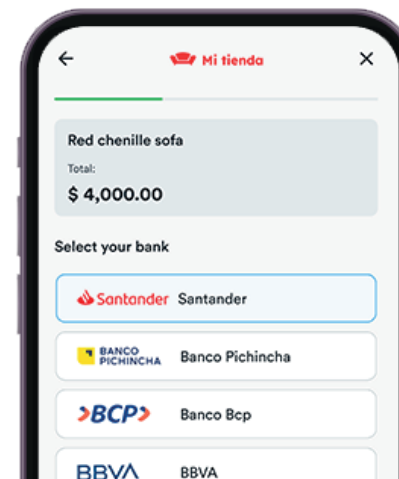 Mi tienda
Red chenille sofa
Total:
$ 4,000.00
Select your bank
Santander Santander
BANCO PICHINCHA Banco Pichincha
BCP Banco Bcp
BBVA BBVA